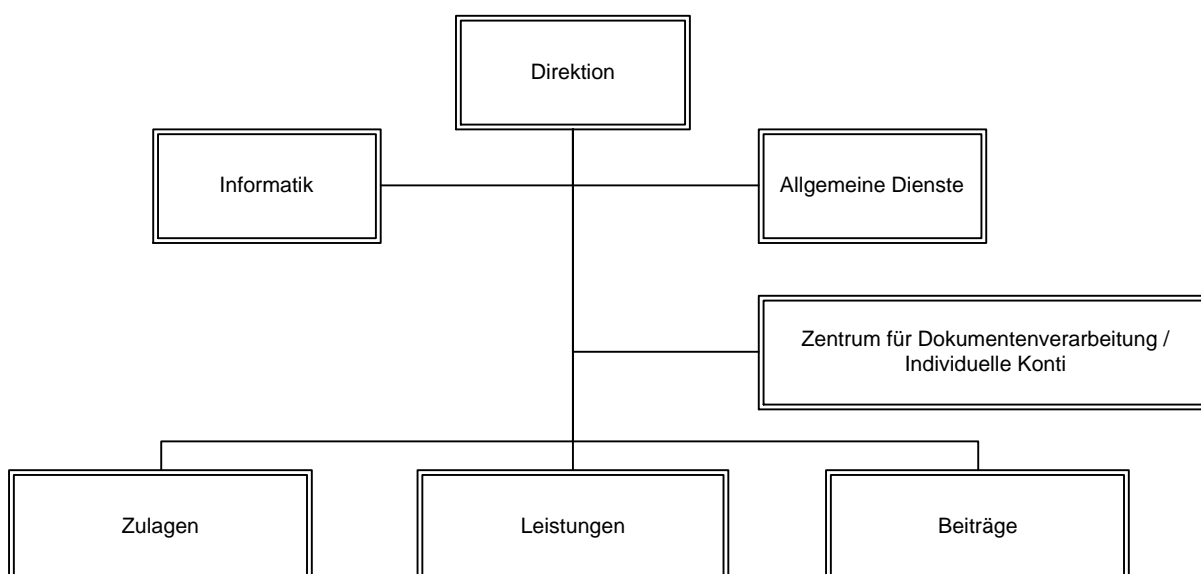 Direktion
Informatik
Allgemeine Dienste
Zentrum für Dokumentenverarbeitung /
Individuelle Konti
Zulagen
Leistungen
Beiträge